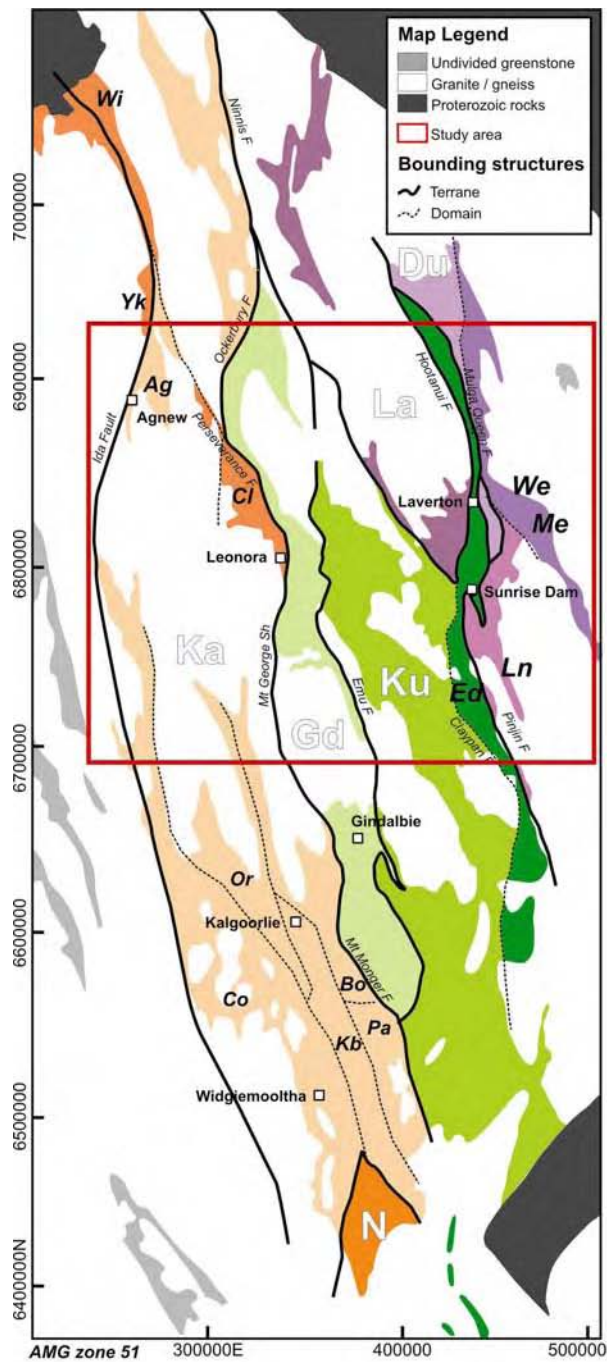 Map Legend
Undivided greenstone
Granite / gneiss
Proterozoic rocks
Study area
Bounding structures
Terrane
Domain
Wi
Ninnis F
7000000
Du
Yk
Ockerbury F
Hootanui F
Mulga Queen F
6900000
Ag
Agnew
La
Ida Fault
Perseverance F
Cl
Laverton
We
Me
Leonora
6800000
Sunrise Dam
Ka
Mt George Sh
Ku
Ln
Ed
Emu F
Gd
Claypan F
Pinjin F
6700000
Gindalbie
Or
Kalgoorlie
6600000
Mt Monger F
Bo
Co
Pa
Kb
Widgiemooltha
6500000
N
6400000N
AMG zone 51
300000E
400000
500000